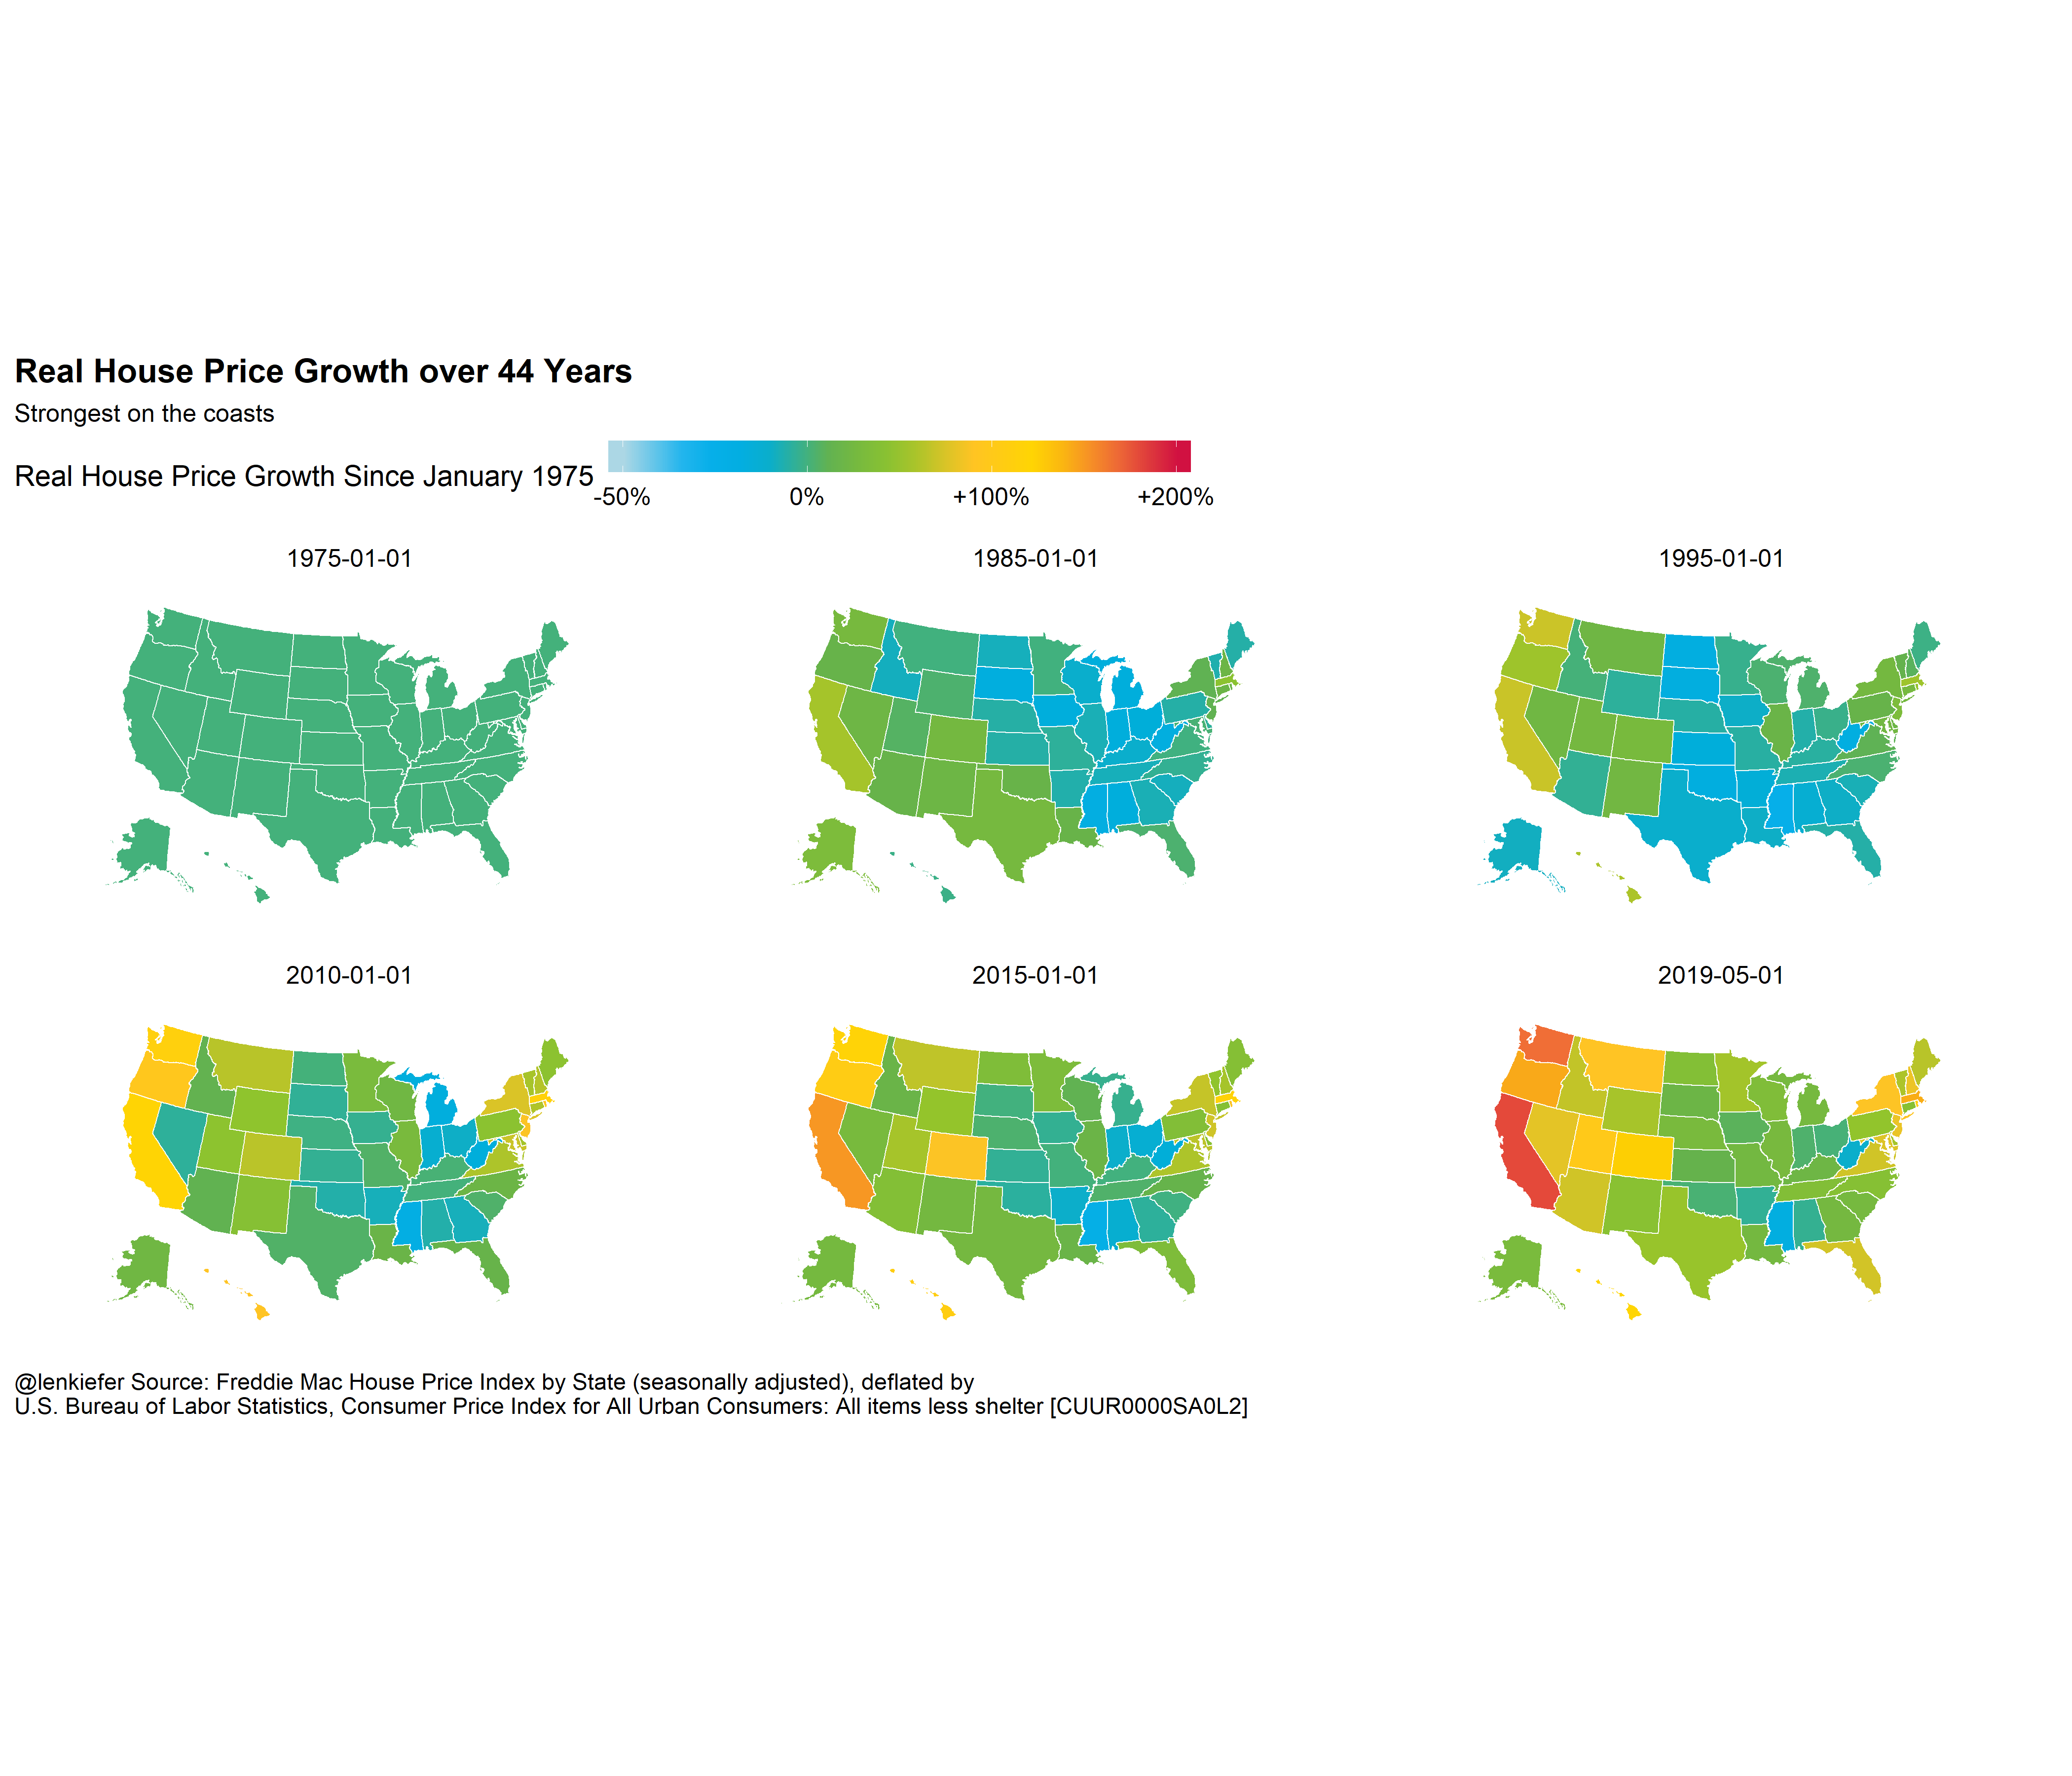 Real House Price Growth over 44 Years
Strongest on the coasts
Real House Price Growth Since January 1975
-50% 0% +100% +200%
1975-01-01 1985-01-01 1995-01-01
2010-01-01 2015-01-01 2019-05-01
@lenkiefer Source: Freddie Mac House Price Index by State (seasonally adjusted), deflated by
U.S. Bureau of Labor Statistics, Consumer Price Index for All Urban Consumers: All items less shelter [CUUR0000SA0L2]